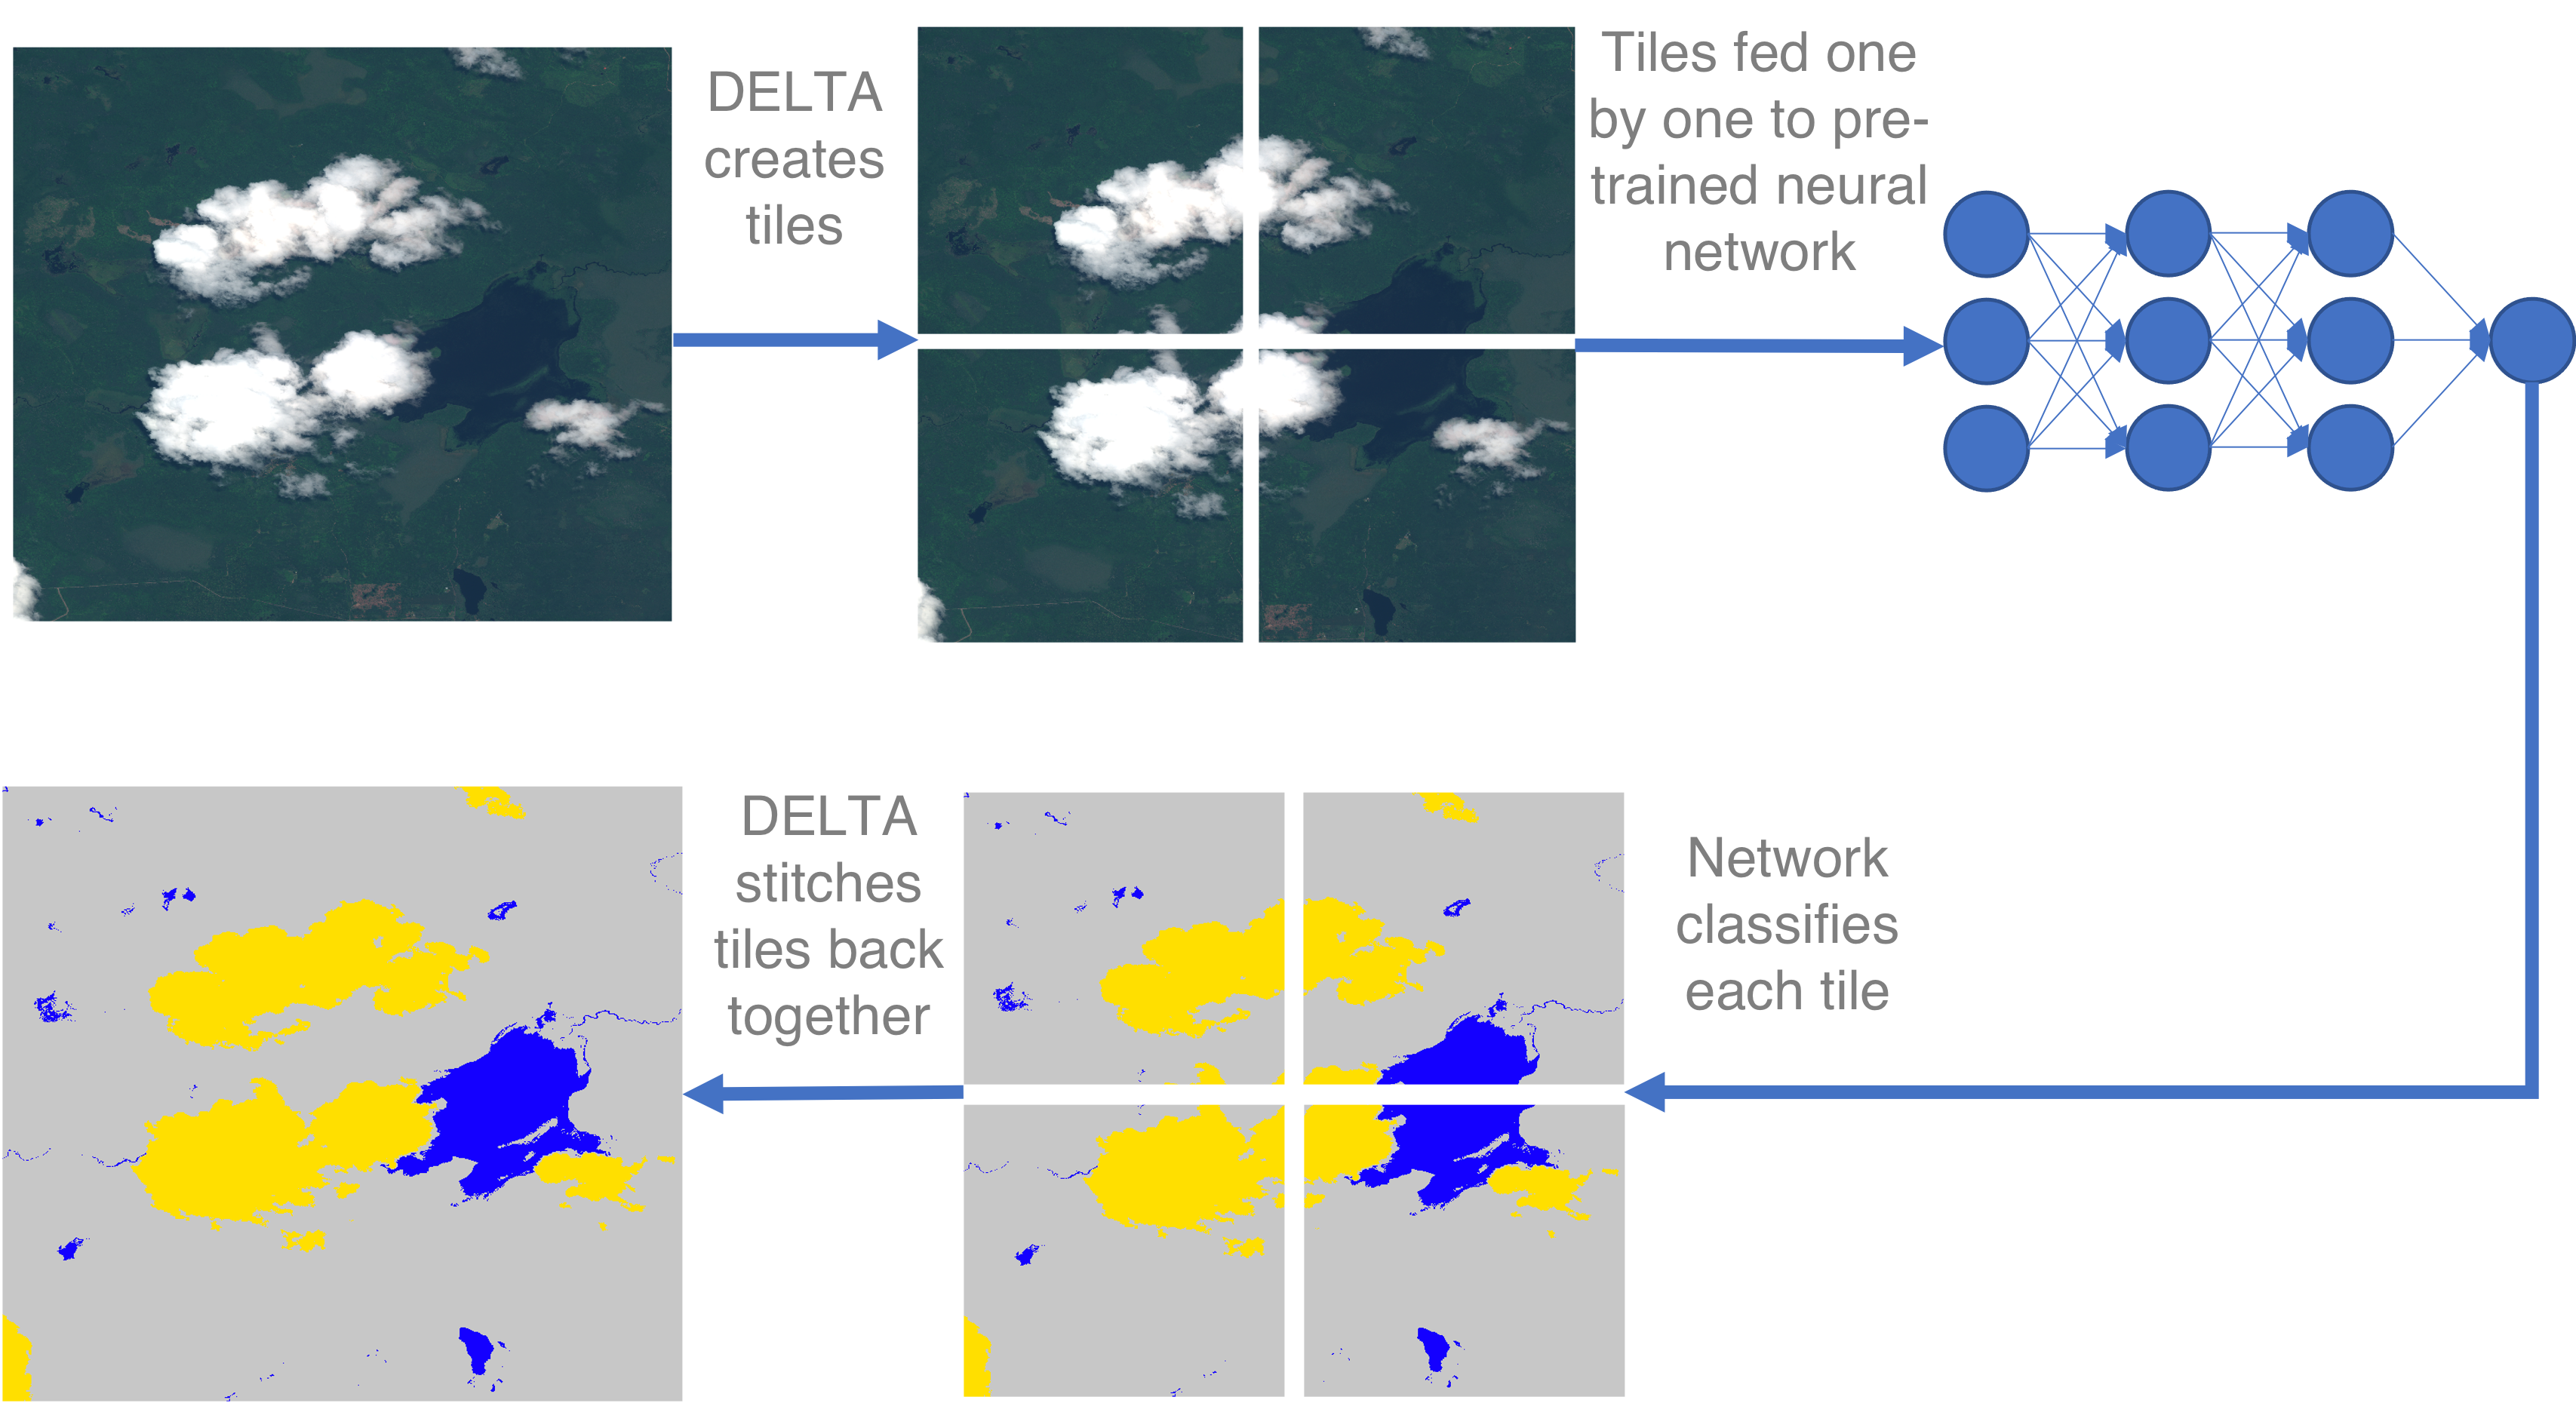 DELTA
creates
tiles
Tiles fed one
by one to pre-
trained neural
network
Network
classifies
each tile
DELTA
stitches
tiles back
together